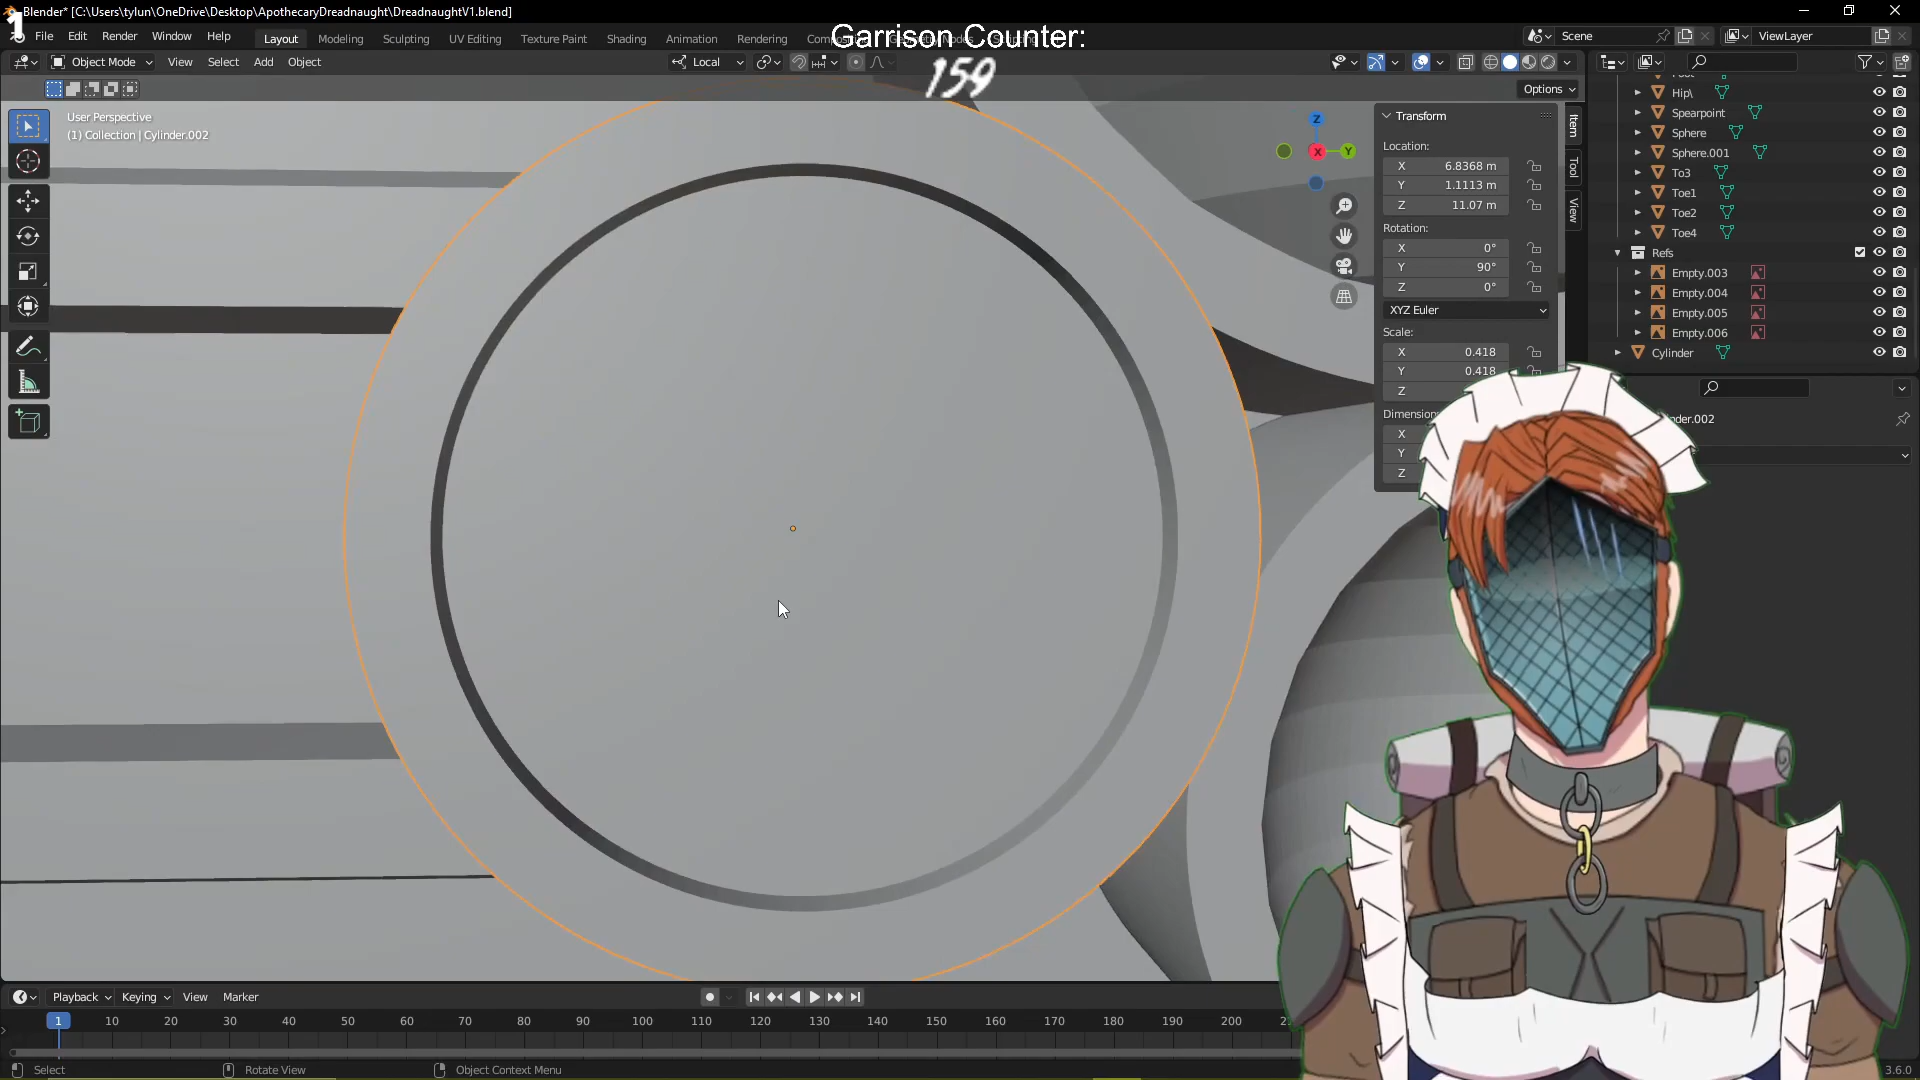 Blender* [C:\Users\tylun\OneDrive\Desktop\ApothecaryDreadnaught\DreadnaughtV1.blend]
1
File Edit Render Window Help
Layout Modeling Sculpting UV Editing Texture Paint Shading Animation Rendering
Garrison Counter:
159
Scene
ViewLayer
Object Mode View Select Add Object
Local
Options
User Perspective
(1) Collection | Cylinder.002
Z
X
Y
Transform
Location:
X 6.8368 m
Y 1.1113 m
Z 11.07 m
Rotation:
X 0°
Y 90°
Z 0°
XYZ Euler
Scale:
X 0.418
Y 0.418
Z
X
Y
Z
Item
Tool
View
Hip\
Spearpoint
Sphere
Sphere.001
To3
Toe1
Toe2
Toe4
Refs
Empty.003
Empty.004
Empty.005
Empty.006
Cylinder
Playback Keying View Marker
1 10 20 30 40 50 60 70 80 90 100 110 120 130 140 150 160 170 180 190 200
Select
Rotate View
Object Context Menu
3.6.0